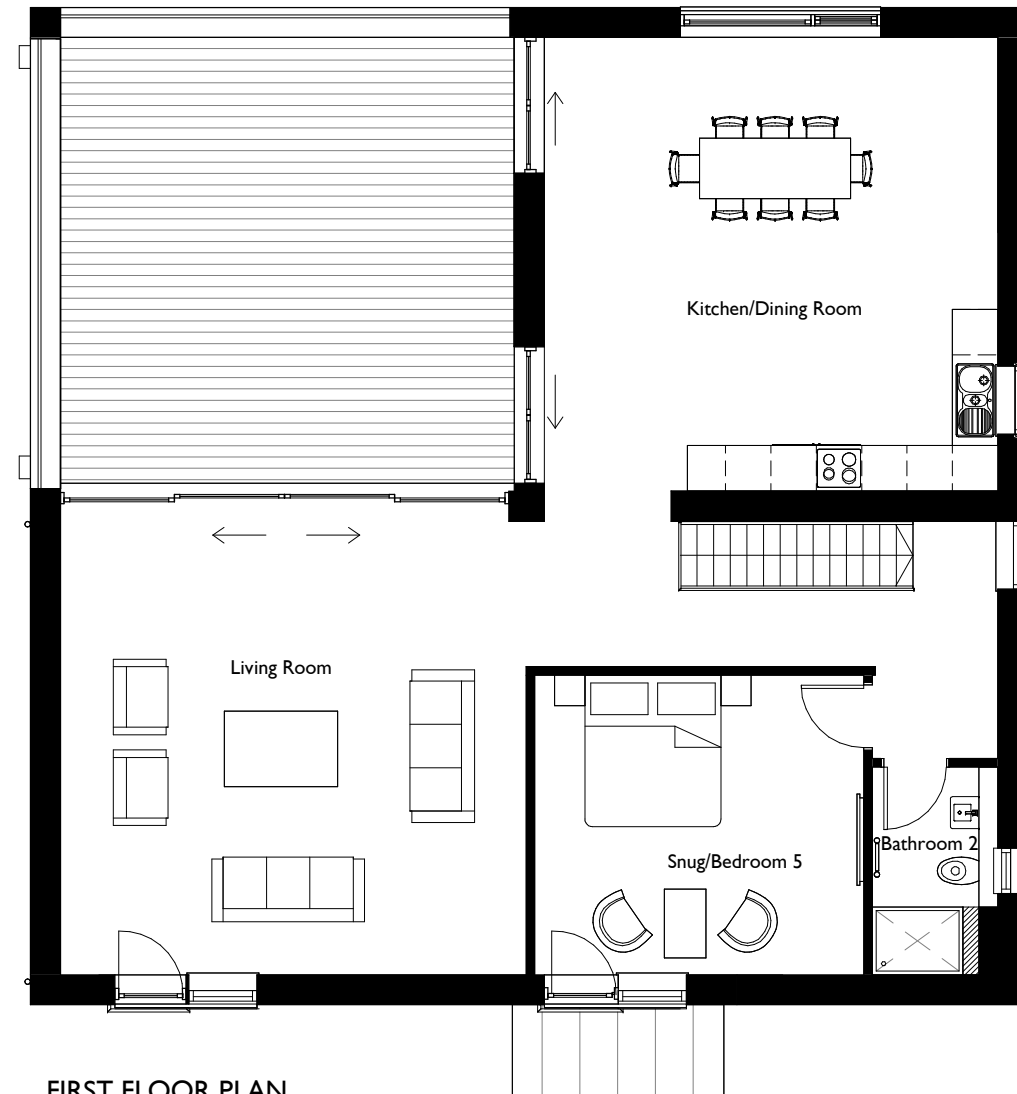 Kitchen/Dining Room
Living Room
Snug/Bedroom 5
Bathroom 2
FIRST FLOOR PLAN